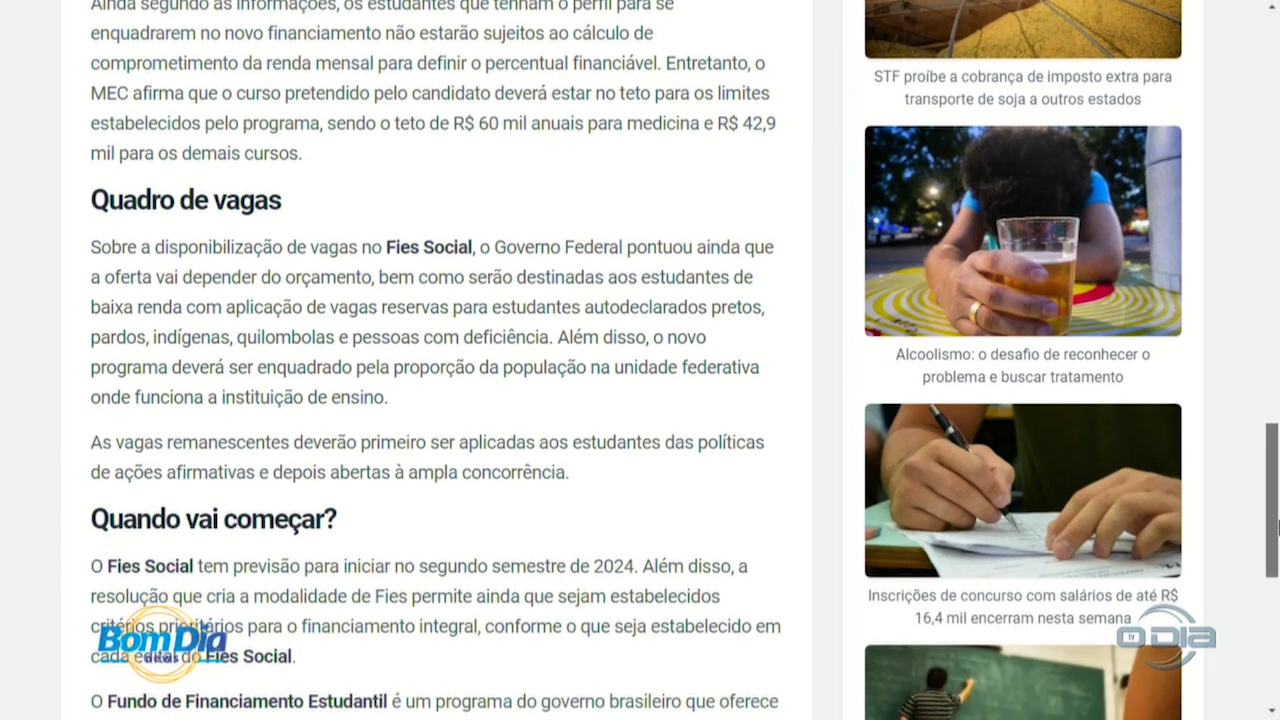 Ainda segundo as informações, os estudantes que tenham o perfil para se
enquadrarem no novo financiamento não estarão sujeitos ao cálculo de
comprometimento da renda mensal para definir o percentual financiável. Entretanto, o
MEC afirma que o curso pretendido pelo candidato deverá estar no teto para os limites
estabelecidos pelo programa, sendo o teto de R$ 60 mil anuais para medicina e R$ 42,9
mil para os demais cursos.
Quadro de vagas
Sobre a disponibilização de vagas no Fies Social, o Governo Federal pontuou ainda que
a oferta vai depender do orçamento, bem como serão destinadas aos estudantes de
baixa renda com aplicação de vagas reservas para estudantes autodeclarados pretos,
pardos, indígenas, quilombolas e pessoas com deficiência. Além disso, o novo
programa deverá ser enquadrado pela proporção da população na unidade federativa
onde funciona a instituição de ensino.
As vagas remanescentes deverão primeiro ser aplicadas aos estudantes das políticas
de ações afirmativas e depois abertas à ampla concorrência.
Quando vai começar?
O Fies Social tem previsão para iniciar no segundo semestre de 2024. Além disso, a
resolução que cria a modalidade de Fies permite ainda que sejam estabelecidos
critérios prioritários para o financiamento integral, conforme o que seja estabelecido em
cada edital do Fies Social.
O Fundo de Financiamento Estudantil é um programa do governo brasileiro que oferece
STF proíbe a cobrança de imposto extra para
transporte de soja a outros estados
Alcoolismo: o desafio de reconhecer o
problema e buscar tratamento
Inscrições de concurso com salários de até R$
16,4 mil encerram nesta semana
Bom Dia
news
TV O DIA